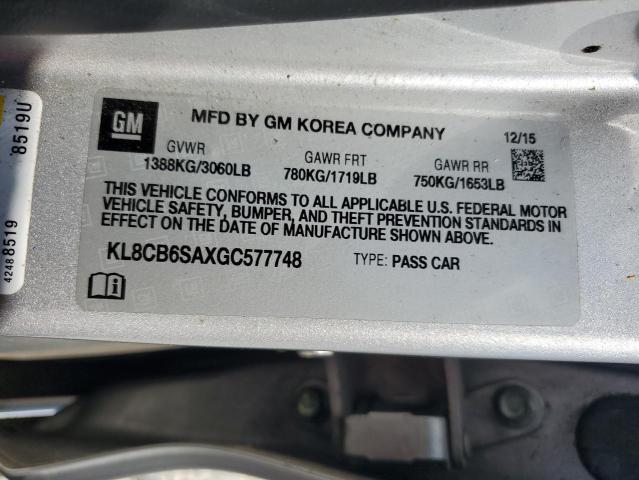 GM
MFD BY GM KOREA COMPANY
12/15
GVWR
GAWR FRT
GAWR RR
1388KG/3060LB
780KG/1719LB
750KG/1653LB
THIS VEHICLE CONFORMS TO ALL APPLICABLE U.S. FEDERAL MOTOR
VEHICLE SAFETY, BUMPER, AND THEFT PREVENTION STANDARDS IN
EFFECT ON THE DATE OF MANUFACTURE SHOWN ABOVE.
KL8CB6SAXGC577748
TYPE: PASS CAR
8519U
42488519